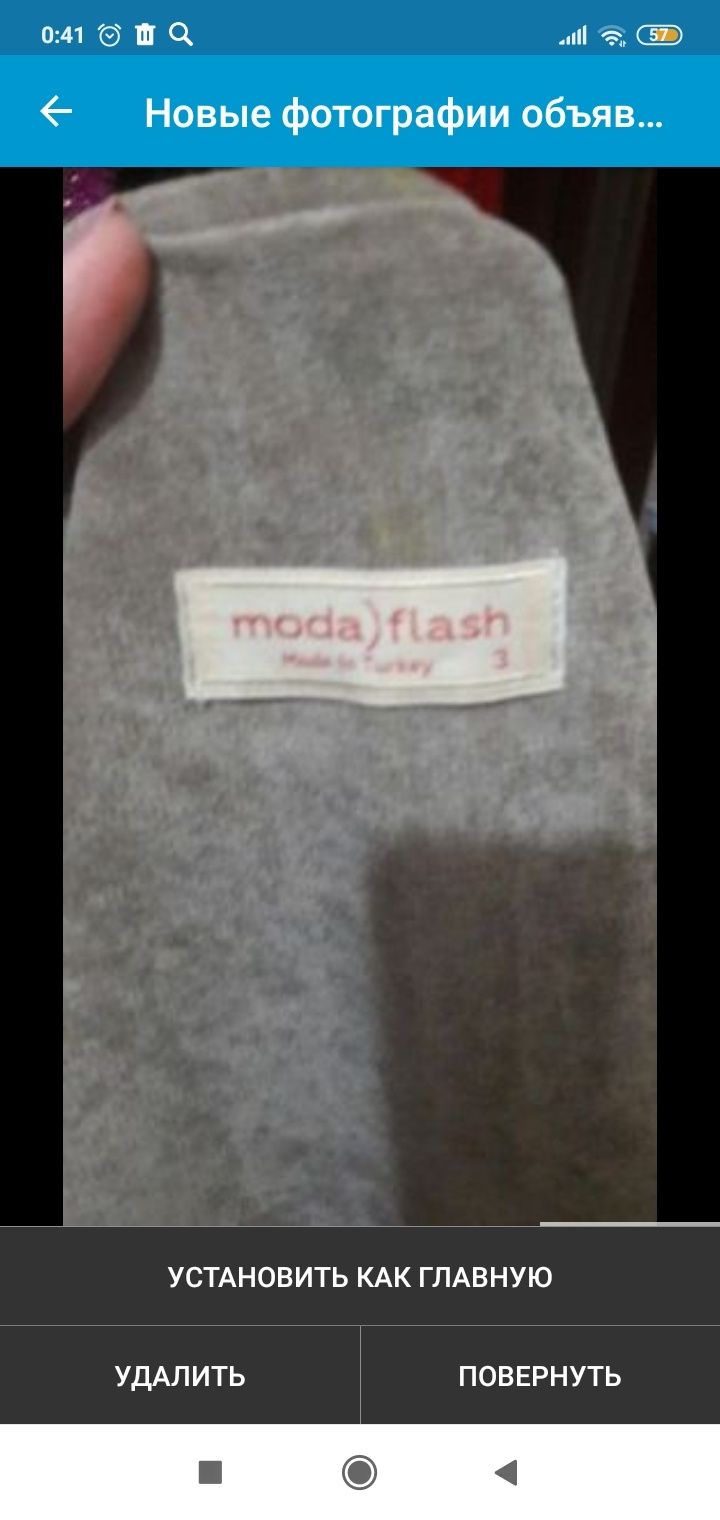 0:41
57
Новые фотографии объяв...
moda)flash
Made in Turkey 3
УСТАНОВИТЬ КАК ГЛАВНУЮ
УДАЛИТЬ
ПОВЕРНУТЬ